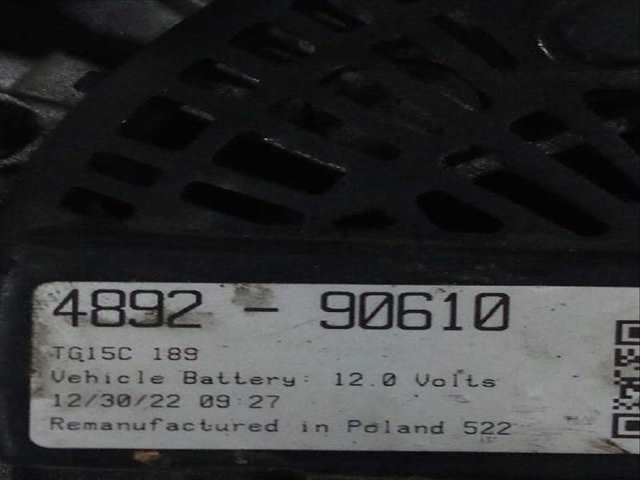 4892 - 90610
TG15C 189
Vehicle Battery: 12.0 Volts
12/30/22 09:27
Remanufactured in Poland 522